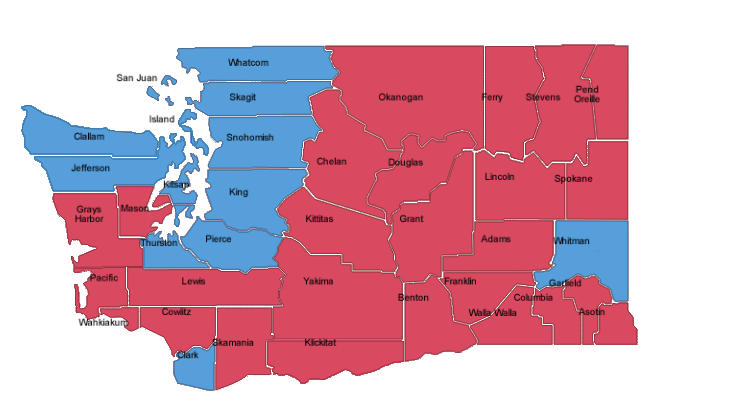 Whatcom
San Juan
Skagit
Okanogan
Ferry
Stevens
Pend
Oreille
Island
Clallam
Snohomish
Chelan
Douglas
Jefferson
Kitsap
King
Lincoln
Spokane
Grays
Harbor
Mason
Kittitas
Grant
Thurston
Pierce
Adams
Whitman
Pacific
Lewis
Yakima
Franklin
Garfield
Benton
Columbia
Wahkiakum
Cowlitz
Walla Walla
Asotin
Skamania
Klickitat
Clark